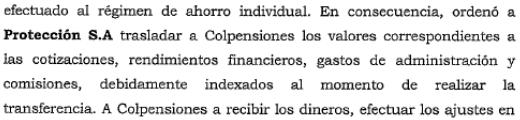 efectuado al régimen de ahorro individual. En consecuencia, ordenó a
Protección S.A trasladar a Colpensiones los valores correspondientes a
las cotizaciones, rendimientos financieros, gastos de administración y
comisiones, debidamente indexados al momento de realizar la
transferencia. A Colpensiones a recibir los dineros, efectuar los ajustes en